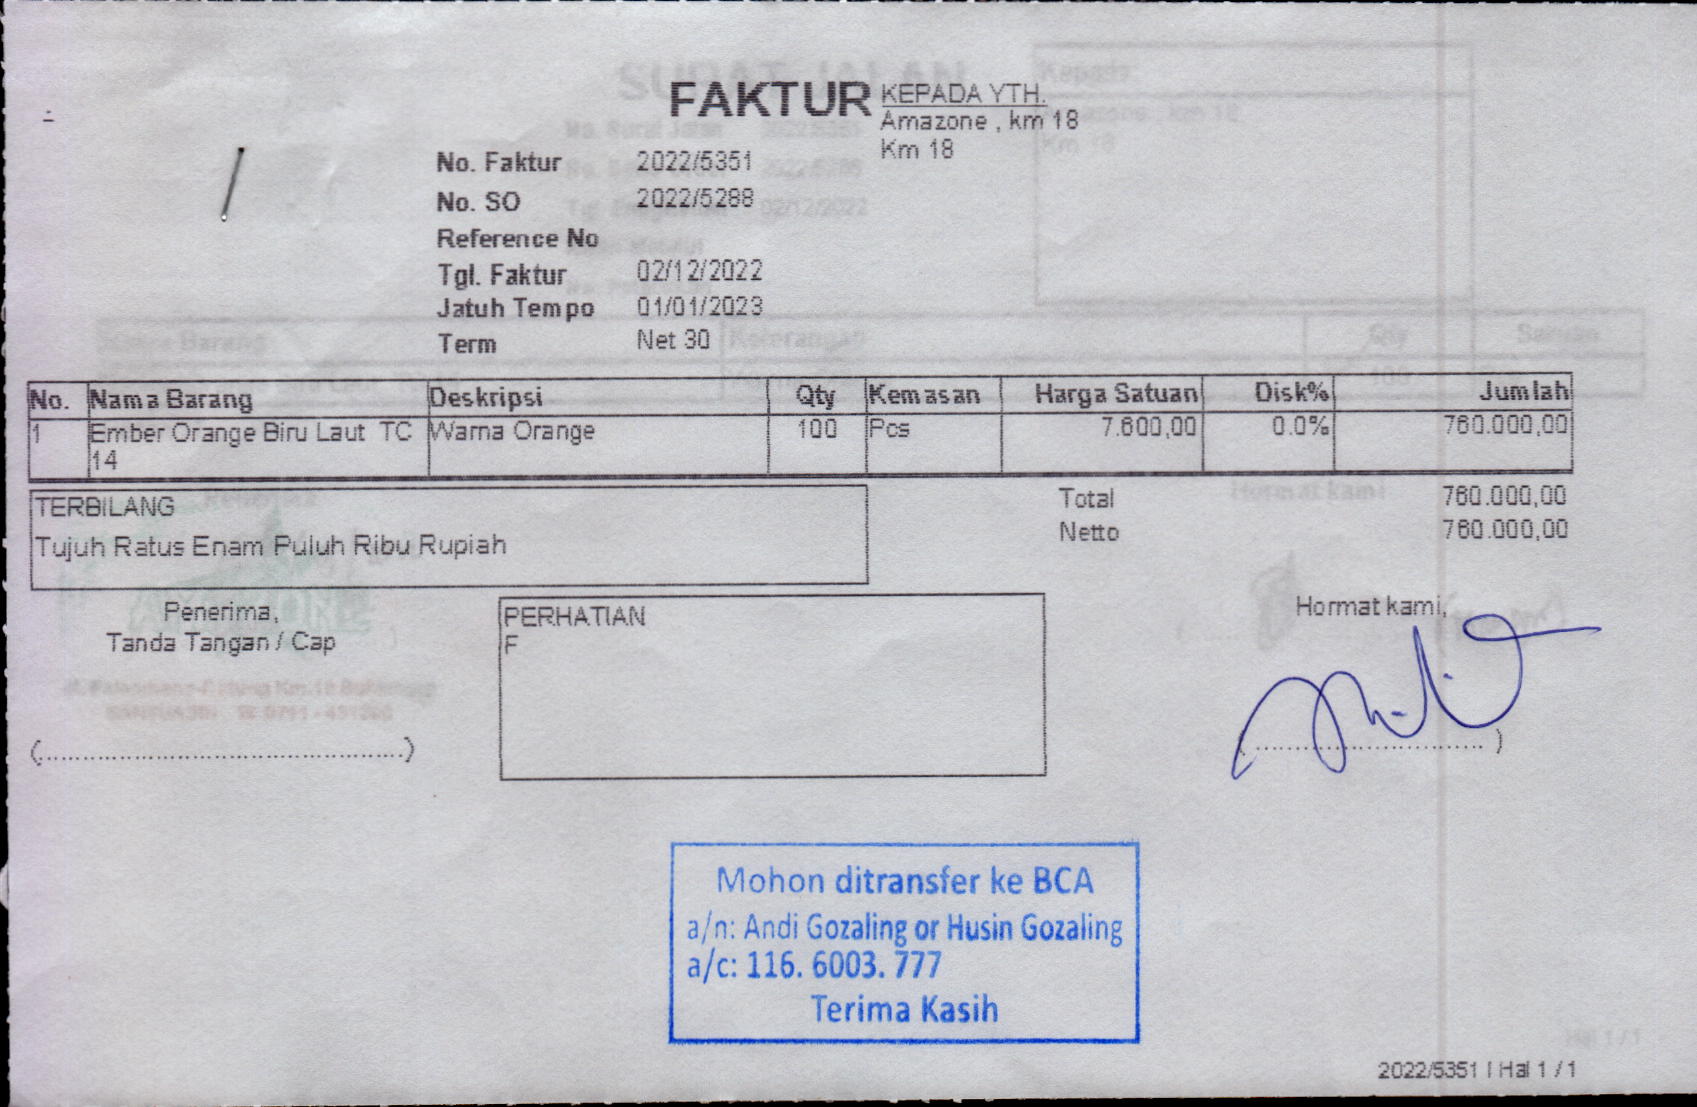 FAKTUR
KEPADA YTH.
Amazone , km 18
Km 18
No. Faktur 2022/5351
No. SO 2022/5288
Reference No
Tgl. Faktur 02/12/2022
Jatuh Tempo 01/01/2023
Term Net 30
No. Nama Barang Deskripsi Qty Kemasan Harga Satuan Disk% Jumlah
1 Ember Orange Biru Laut TC 14 Warna Orange 100 Pcs 7.600,00 0.0% 760.000,00
TERBILANG
Tujuh Ratus Enam Puluh Ribu Rupiah
Total 760.000,00
Netto 760.000,00
Penerima,
Tanda Tangan / Cap
(................................................)
PERHATIAN
F
Hormat kami,
(................................)
Mohon ditransfer ke BCA
a/n: Andi Gozaling or Husin Gozaling
a/c: 116. 6003. 777
Terima Kasih
2022/5351 | Hal 1 / 1